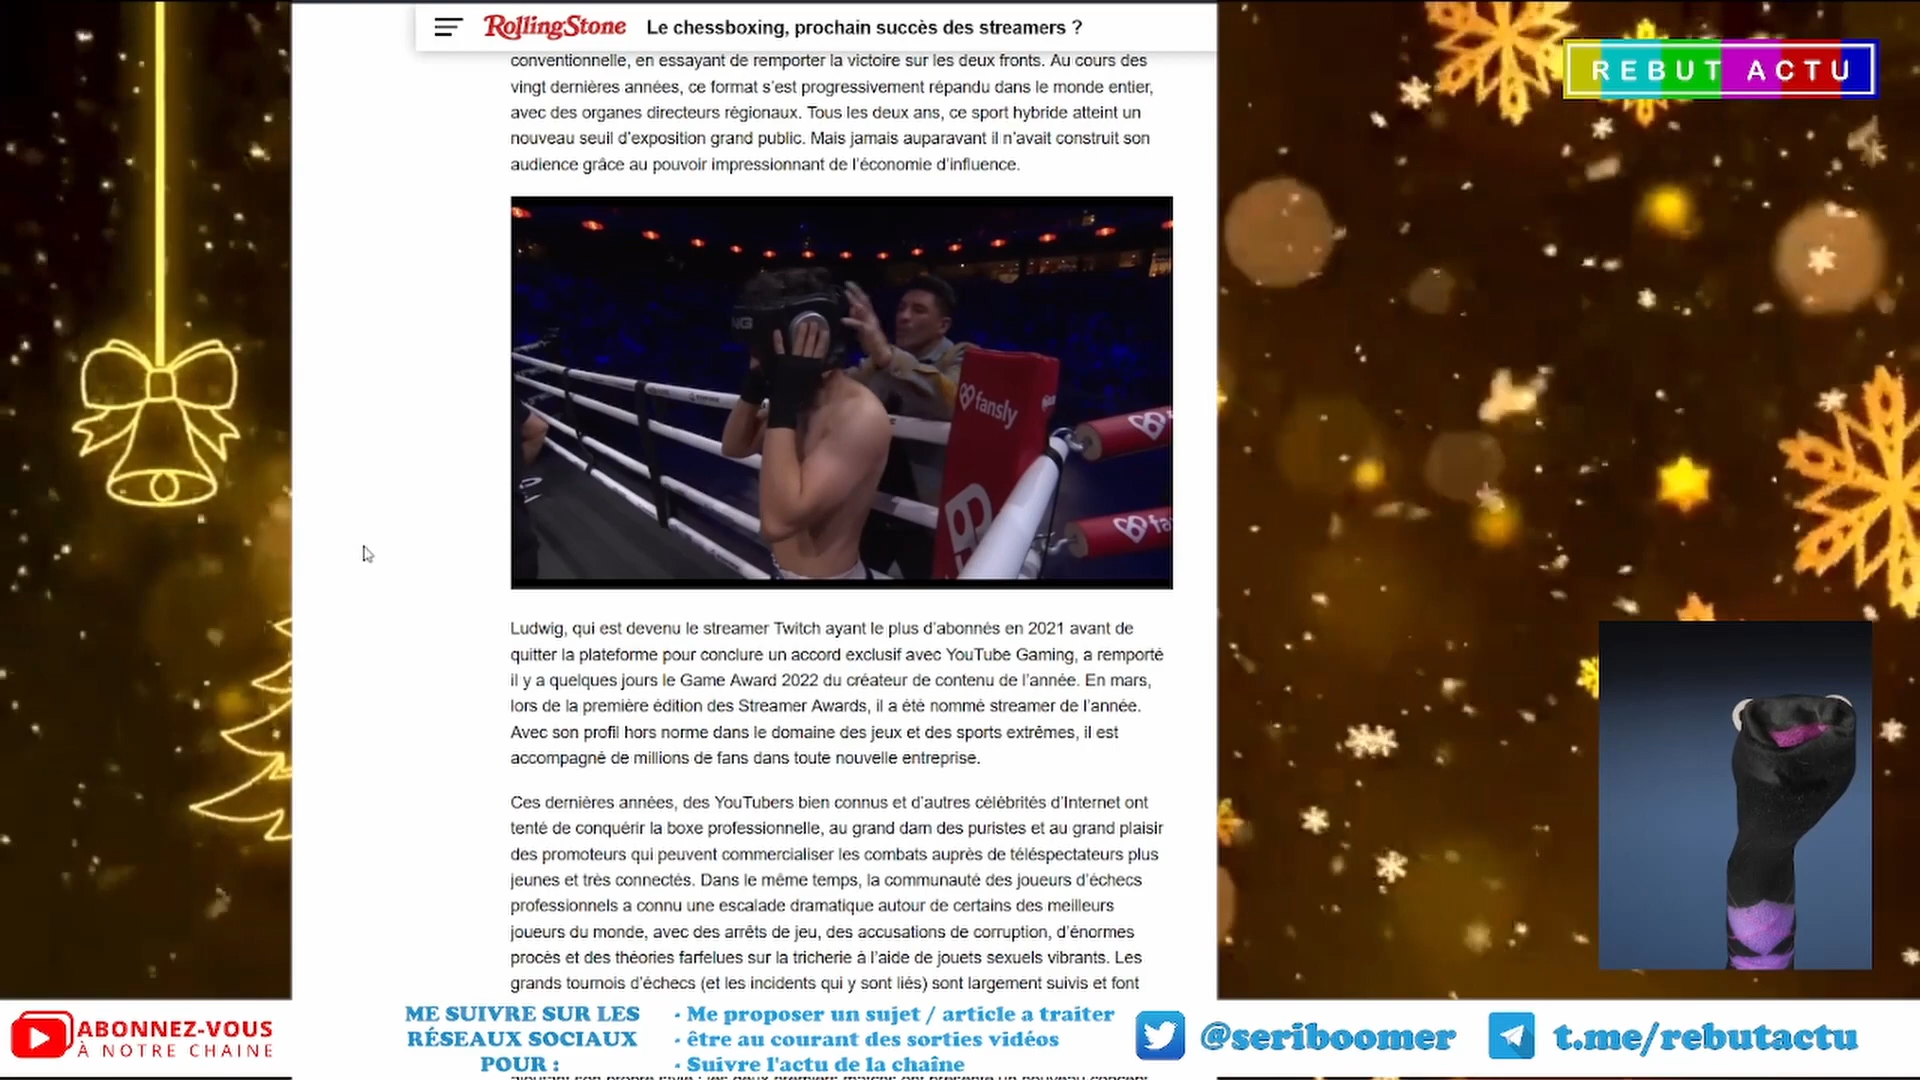 RollingStone Le chessboxing, prochain succès des streamers ?
REBUT ACTU
conventionnelle, en essayant de remporter la victoire sur les deux fronts. Au cours des
vingt dernières années, ce format s'est progressivement répandu dans le monde entier,
avec des organes directeurs régionaux. Tous les deux ans, ce sport hybride atteint un
nouveau seuil d'exposition grand public. Mais jamais auparavant il n'avait construit son
audience grâce au pouvoir impressionnant de l'économie d'influence.
NG
fansly
fa
Ludwig, qui est devenu le streamer Twitch ayant le plus d'abonnés en 2021 avant de
quitter la plateforme pour conclure un accord exclusif avec YouTube Gaming, a remporté
il y a quelques jours le Game Award 2022 du créateur de contenu de l'année. En mars,
lors de la première édition des Streamer Awards, il a été nommé streamer de l'année.
Avec son profil hors norme dans le domaine des jeux et des sports extrêmes, il est
accompagné de millions de fans dans toute nouvelle entreprise.
Ces dernières années, des YouTubers bien connus et d'autres célébrités d'Internet ont
tenté de conquérir la boxe professionnelle, au grand dam des puristes et au grand plaisir
des promoteurs qui peuvent commercialiser les combats auprès de téléspectateurs plus
jeunes et très connectés. Dans le même temps, la communauté des joueurs d'échecs
professionnels a connu une escalade dramatique autour de certains des meilleurs
joueurs du monde, avec des arrêts de jeu, des accusations de corruption, d'énormes
procès et des théories farfelues sur la tricherie à l'aide de jouets sexuels vibrants. Les
grands tournois d'échecs (et les incidents qui y sont liés) sont largement suivis et font
ABONNEZ-VOUS
À NOTRE CHAINE
ME SUIVRE SUR LES
RÉSEAUX SOCIAUX
POUR :
- Me proposer un sujet / article a traiter
- être au courant des sorties vidéos
- Suivre l'actu de la chaîne
@seriboomer
t.me/rebutactu